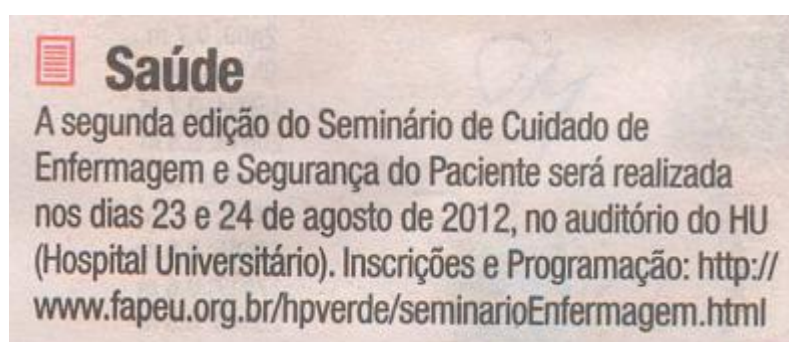 Saúde
A segunda edição do Seminário de Cuidado de
Enfermagem e Segurança do Paciente será realizada
nos dias 23 e 24 de agosto de 2012, no auditório do HU
(Hospital Universitário). Inscrições e Programação: http://
www.fapeu.org.br/hpverde/seminarioEnfermagem.html